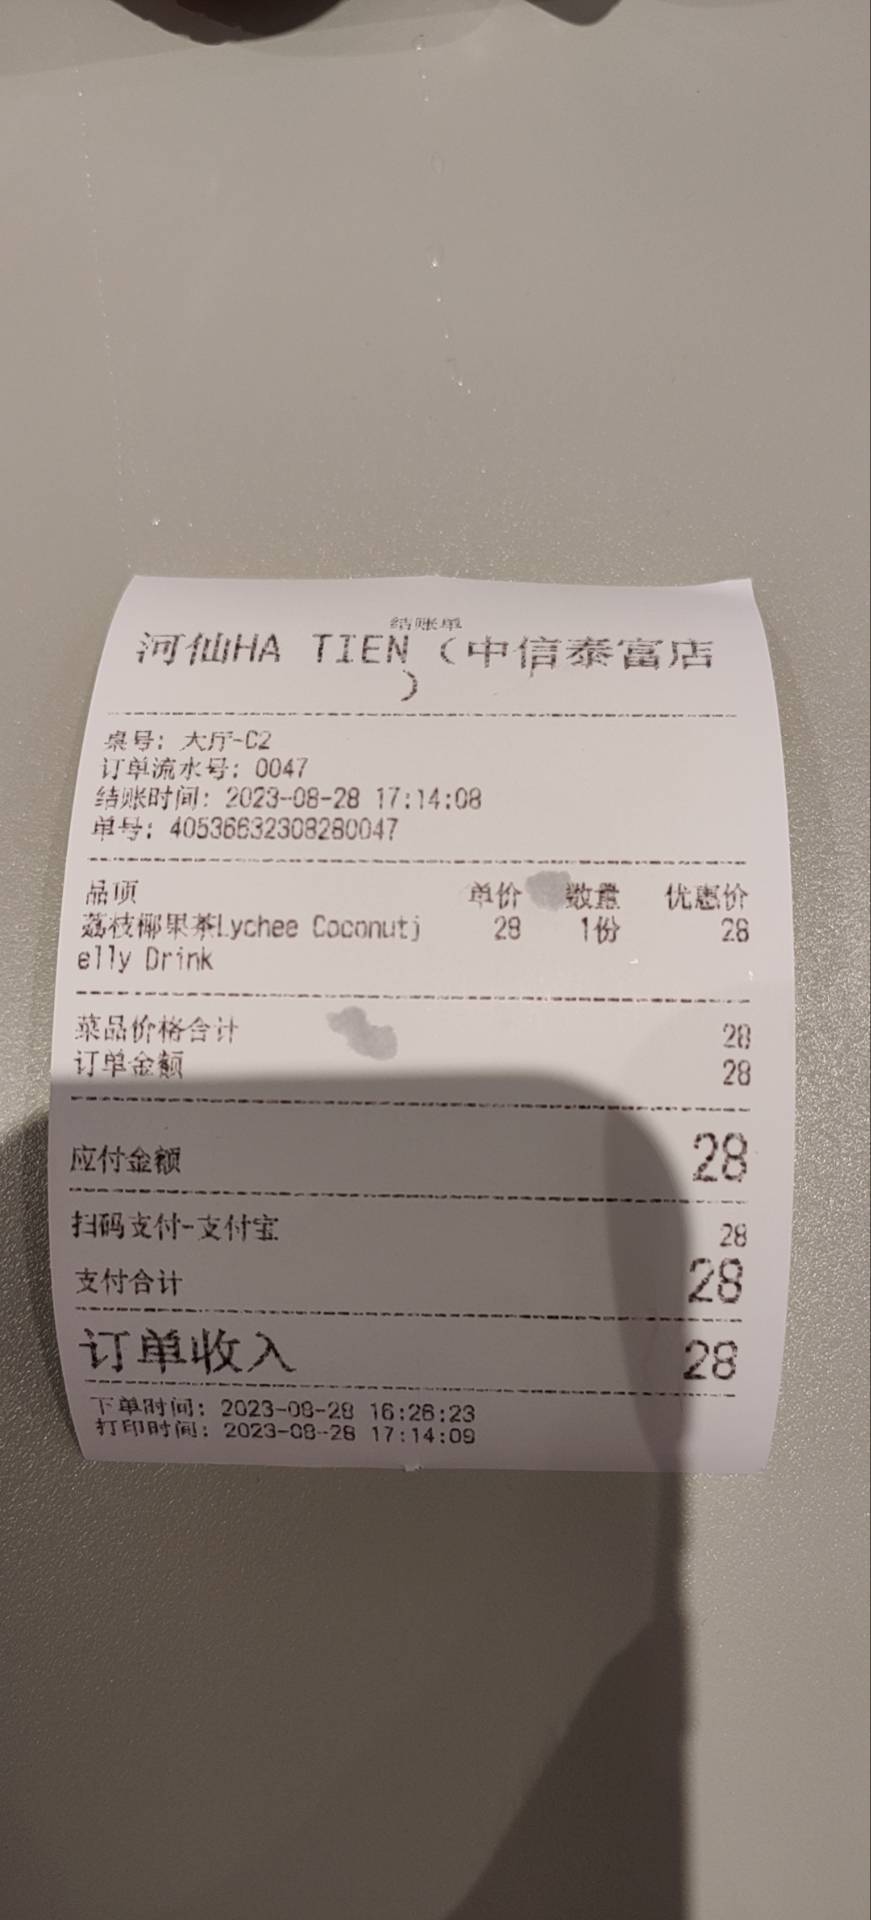 结账单
河仙HA TIEN（中信泰富店
）
桌号: 大厅-C2
订单流水号: 0047
结账时间: 2023-08-28 17:14:08
单号: 40536632308280047
品项 单价 数量 优惠价
荔枝椰果茶Lychee Coconutj 28 1份 28
elly Drink
菜品价格合计 28
订单金额 28
应付金额 28
扫码支付-支付宝 28
支付合计 28
订单收入 28
下单时间: 2023-08-28 16:26:23
打印时间: 2023-08-28 17:14:09